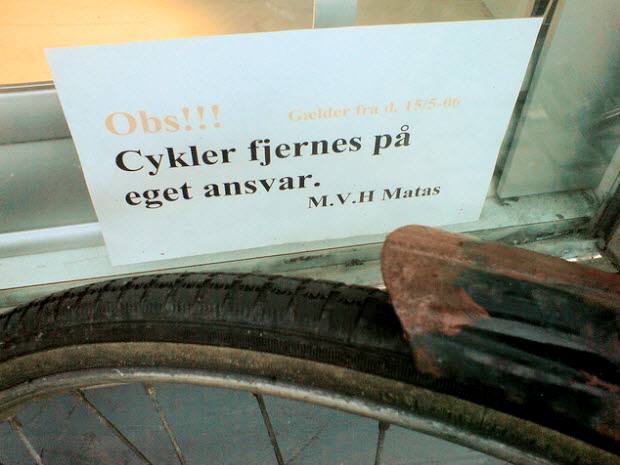 Obs!!! Gælder fra d. 15/5-06
Cykler fjernes på
eget ansvar.
M.V.H Matas